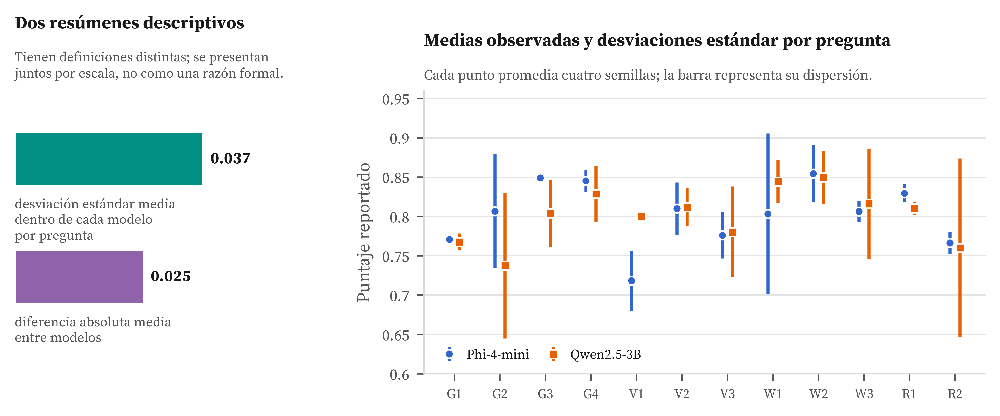 Dos resúmenes descriptivos
Tienen definiciones distintas; se presentan
juntos por escala, no como una razón formal.
0.037
desviación estándar media
dentro de cada modelo
por pregunta
0.025
diferencia absoluta media
entre modelos
Medias observadas y desviaciones estándar por pregunta
Cada punto promedia cuatro semillas; la barra representa su dispersión.
Puntaje reportado
0.95
0.9
0.85
0.8
0.75
0.7
0.65
0.6
Phi-4-mini
Qwen2.5-3B
G1
G2
G3
G4
V1
V2
V3
W1
W2
W3
R1
R2